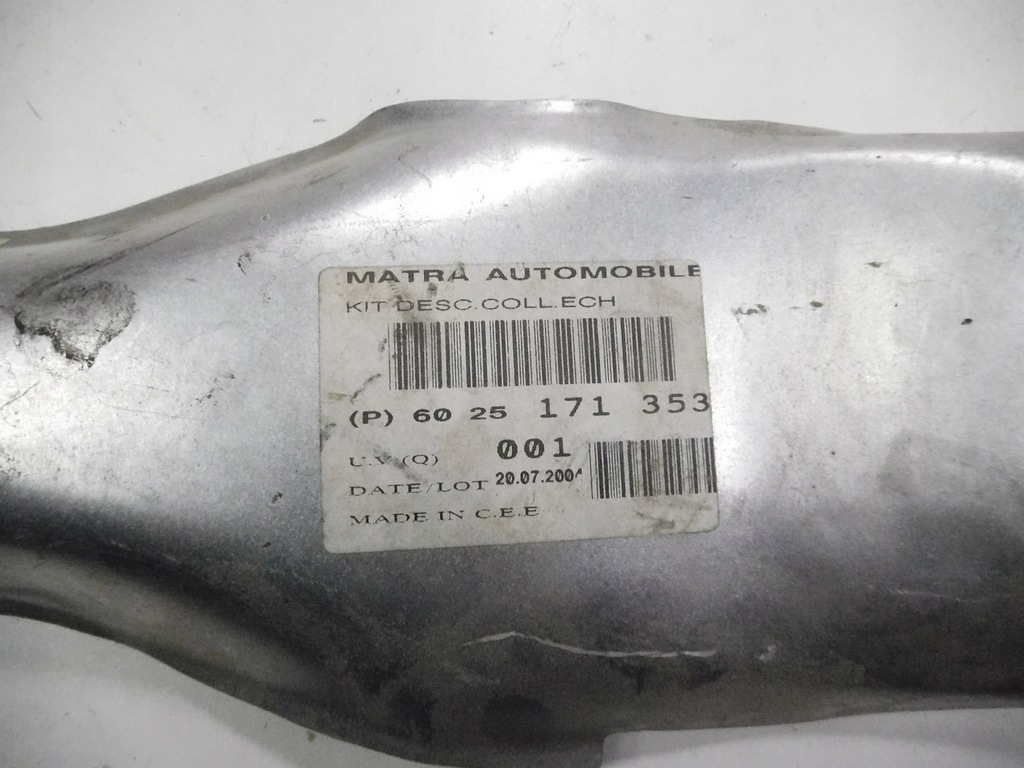 MATRA AUTOMOBILE
KIT DESC.COLL.ECH
(P) 60 25 171 353
U.V (Q) 001
DATE/LOT 20.07.2004
MADE IN C.E.E